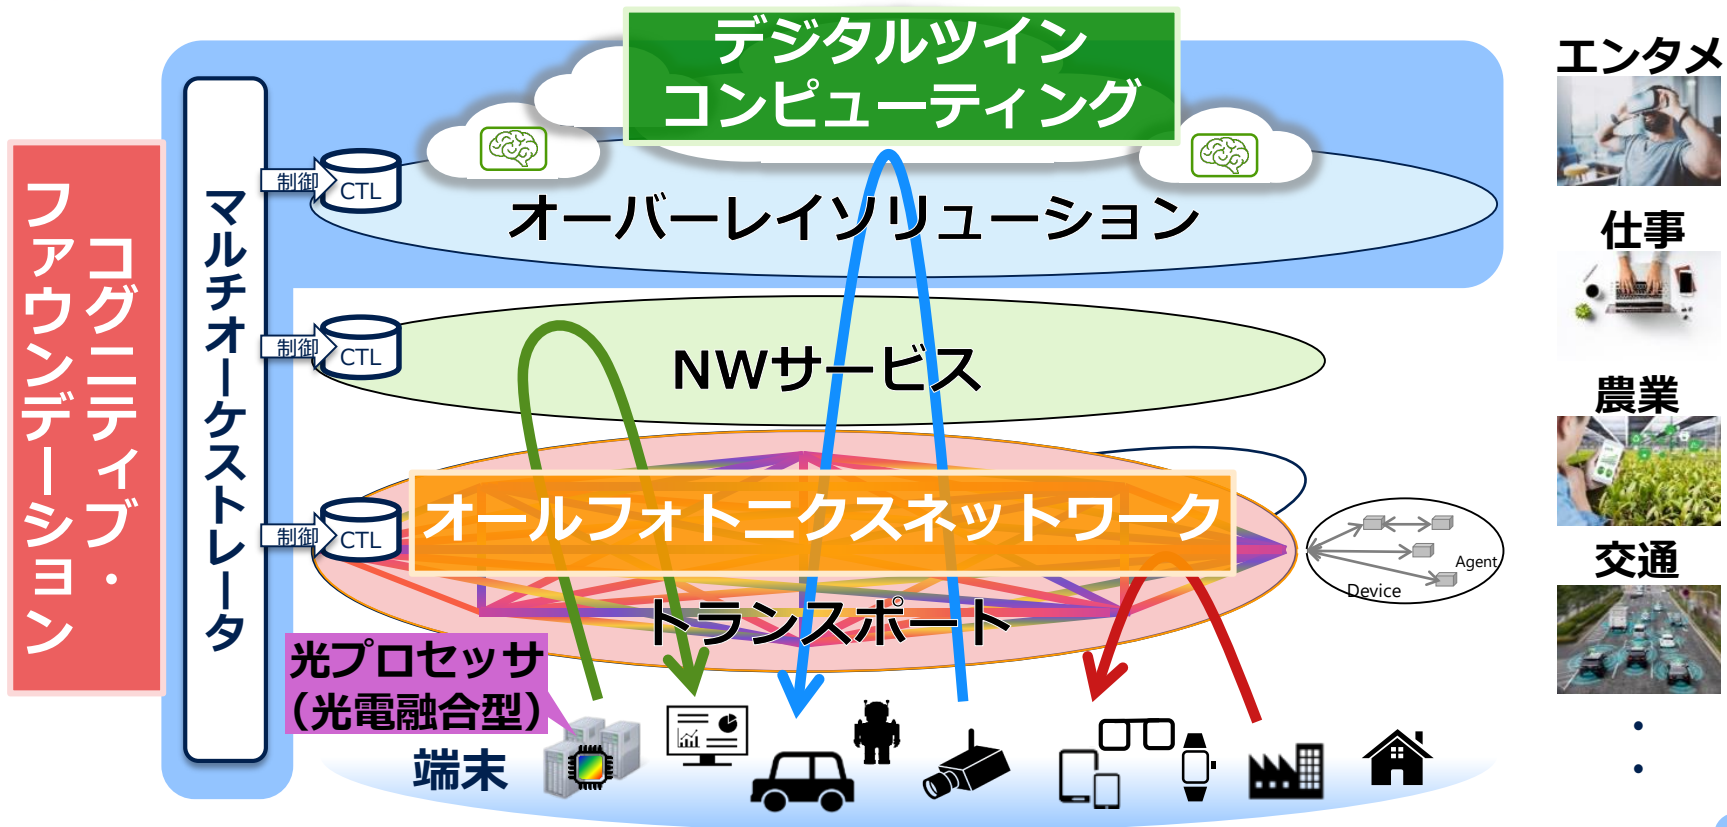 デジタルツイン
コンピューティング
エンタメ
コグニティブ・
ファウンデーション
マルチオーケストレータ
制御
CTL
オーバーレイソリューション
仕事
制御
CTL
NWサービス
農業
オールフォトニクスネットワーク
制御
CTL
交通
Agent
Device
トランスポート
光プロセッサ
（光電融合型）
端末
・
・